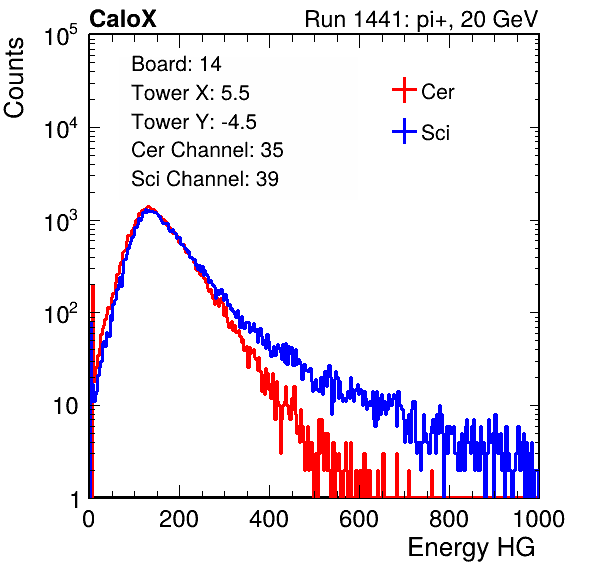 CaloX Run 1441: pi+, 20 GeV
Counts
Board: 14
Tower X: 5.5
Tower Y: -4.5
Cer Channel: 35
Sci Channel: 39
Cer
Sci
10^5
10^4
10^3
10^2
10
1
0 200 400 600 800 1000
Energy HG